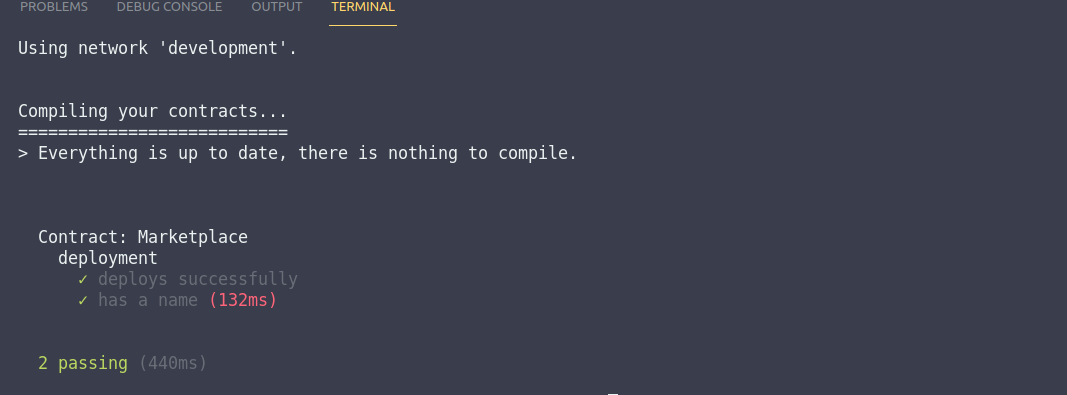 PROBLEMS DEBUG CONSOLE OUTPUT TERMINAL
Using network 'development'.
Compiling your contracts...
===========================
> Everything is up to date, there is nothing to compile.
Contract: Marketplace
deployment
✓ deploys successfully
✓ has a name (132ms)
2 passing (440ms)